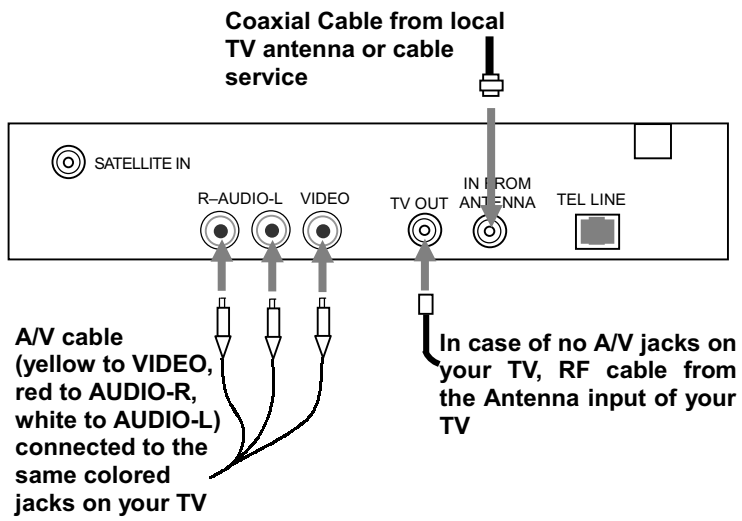 Coaxial Cable from local
TV antenna or cable
service
SATELLITE IN
R–AUDIO-L
VIDEO
TV OUT
IN FROM
ANTENNA
TEL LINE
A/V cable
(yellow to VIDEO,
red to AUDIO-R,
white to AUDIO-L)
connected to the
same colored
jacks on your TV
In case of no A/V jacks on
your TV, RF cable from
the Antenna input of your
TV